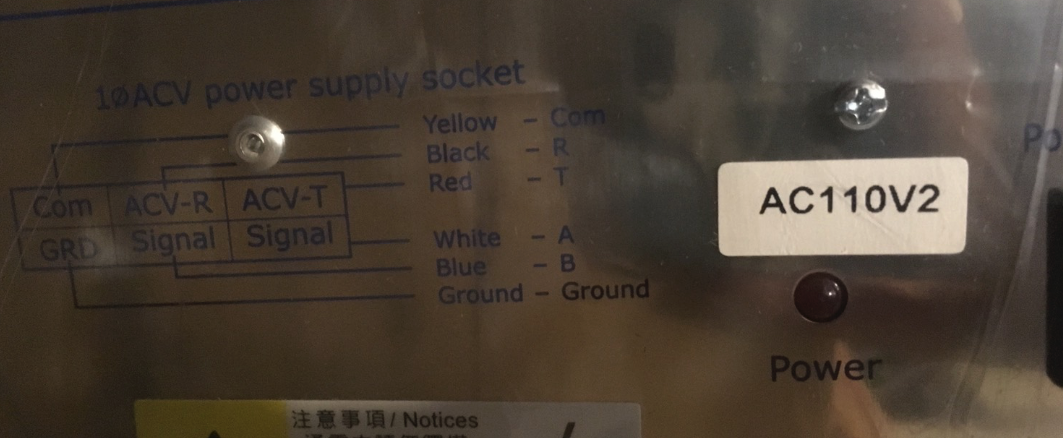 1øACV power supply socket
Yellow - Com
Black - R
Red - T
Com ACV-R ACV-T
GRD Signal Signal
White - A
Blue - B
Ground - Ground
AC110V2
Power
注意事項/ Notices